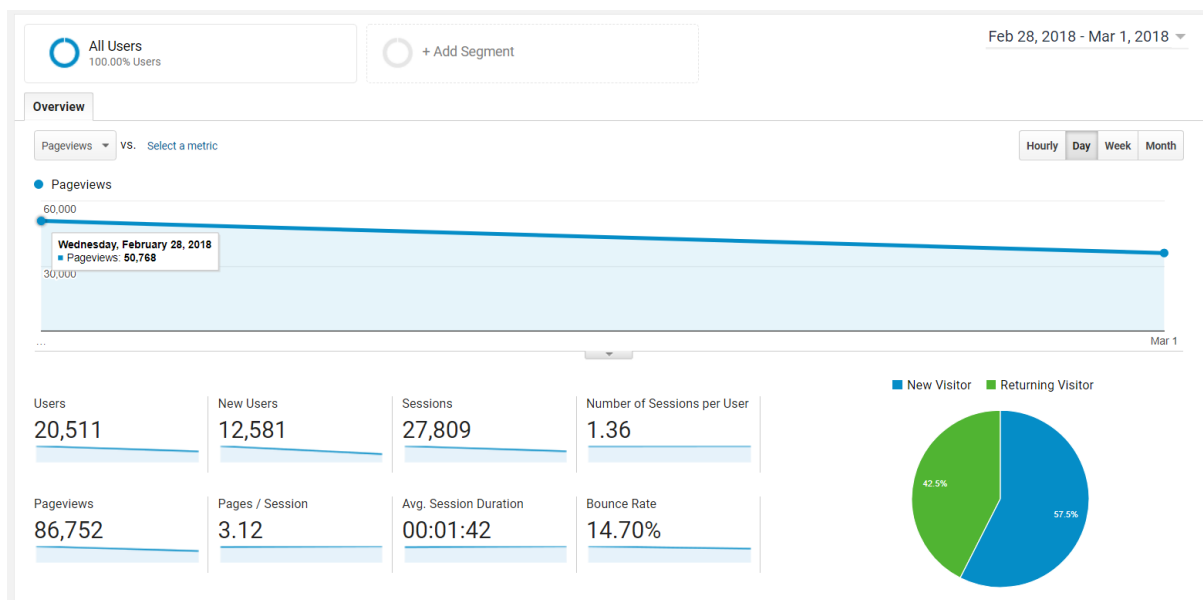 All Users
100.00% Users
+ Add Segment
Feb 28, 2018 - Mar 1, 2018
Overview
Pageviews VS. Select a metric
Hourly Day Week Month
Pageviews
60,000
Wednesday, February 28, 2018
Pageviews: 50,768
30,000
...
Mar 1
New Visitor Returning Visitor
Users New Users Sessions Number of Sessions per User
20,511 12,581 27,809 1.36
42.5%
57.5%
Pageviews Pages / Session Avg. Session Duration Bounce Rate
86,752 3.12 00:01:42 14.70%